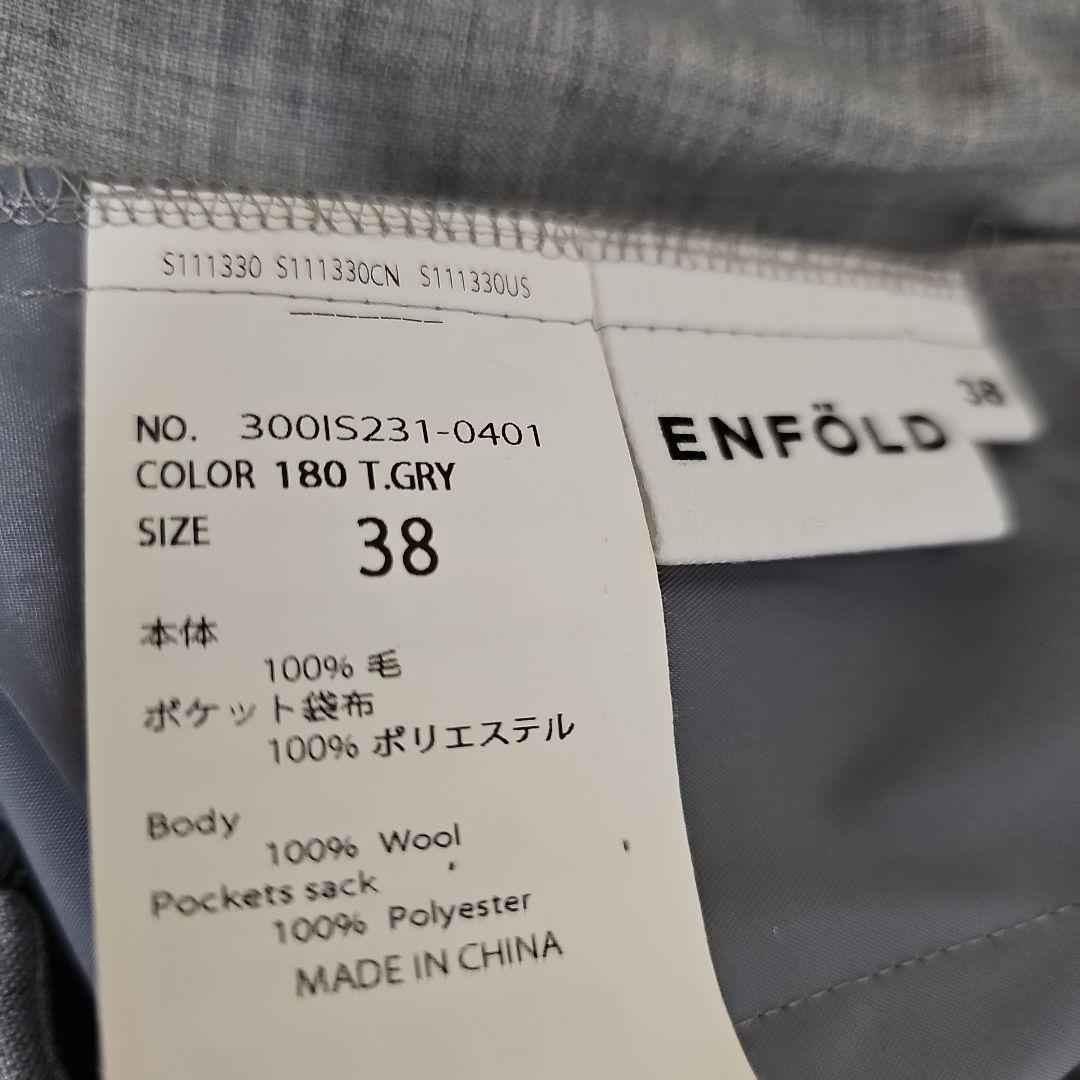 S111330 S111330CN S111330US
NO. 300IS231-0401
COLOR 180 T.GRY
SIZE 38
本体
100% 毛
ポケット袋布
100% ポリエステル
Body
100% Wool
Pockets sack
100% Polyester
MADE IN CHINA
ENFÖLD
38